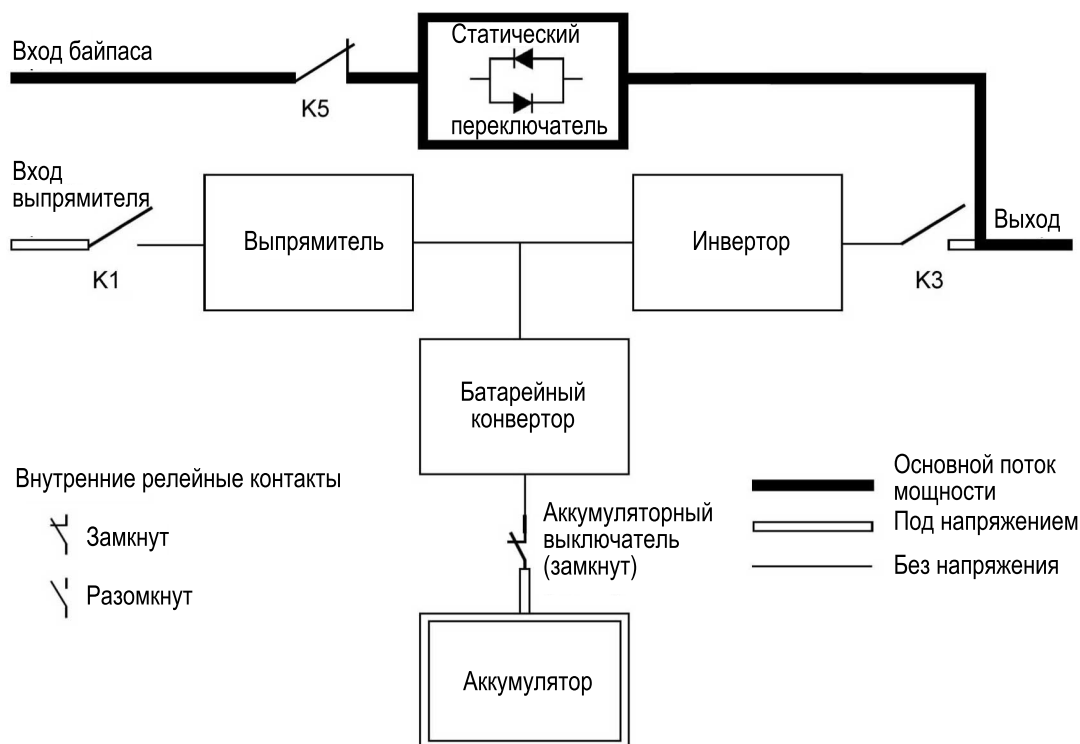 Вход байпаса
K5
Статический
переключатель
Вход
выпрямителя
K1
Выпрямитель
Инвертор
K3
Выход
Батарейный
конвертор
Внутренние релейные контакты
Замкнут
Разомкнут
Аккумуляторный
выключатель
(замкнут)
Аккумулятор
Основной поток
мощности
Под напряжением
Без напряжения